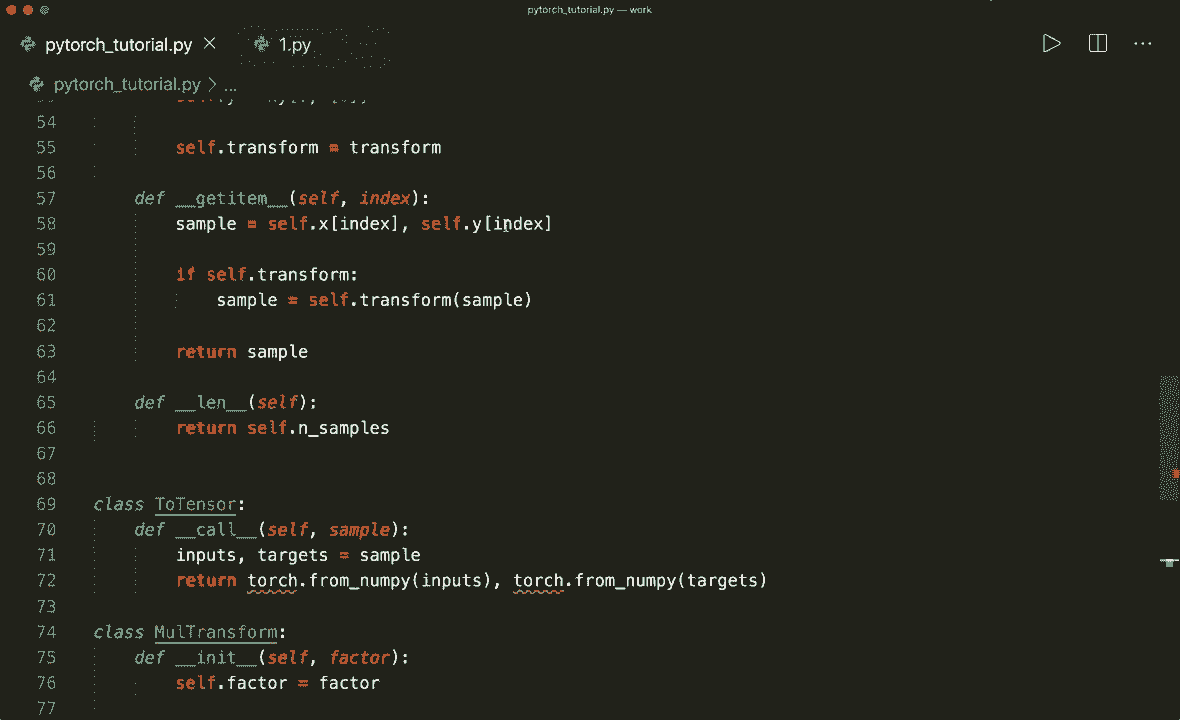 pytorch_tutorial.py — work
pytorch_tutorial.py 1.py
pytorch_tutorial.py > ...
54
55 self.transform = transform
56
57 def __getitem__(self, index):
58 sample = self.x[index], self.y[index]
59
60 if self.transform:
61 sample = self.transform(sample)
62
63 return sample
64
65 def __len__(self):
66 return self.n_samples
67
68
69 class ToTensor:
70 def __call__(self, sample):
71 inputs, targets = sample
72 return torch.from_numpy(inputs), torch.from_numpy(targets)
73
74 class MulTransform:
75 def __init__(self, factor):
76 self.factor = factor
77